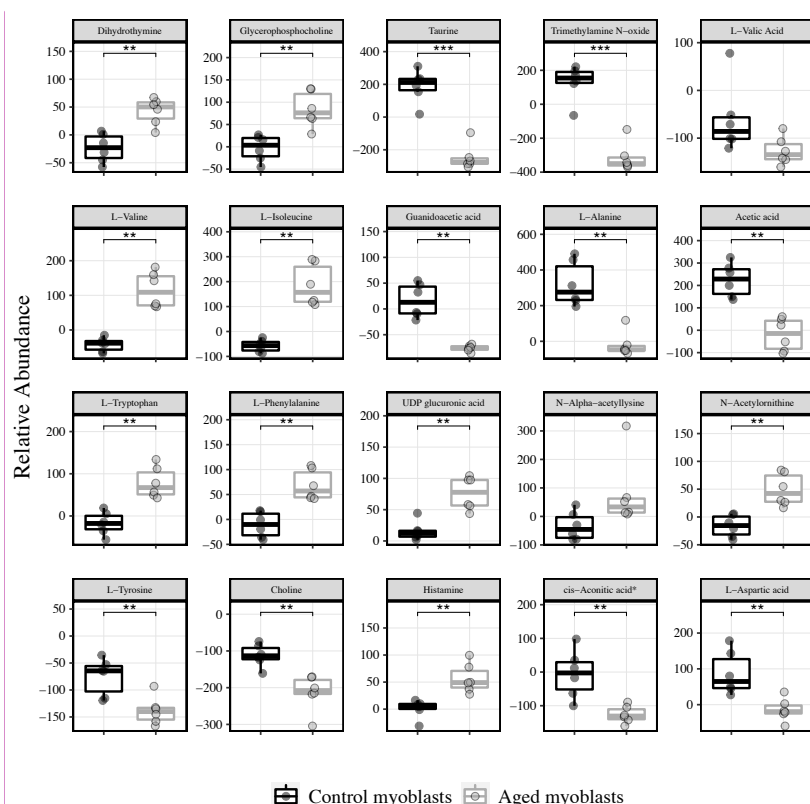 Dihydrothymine Glycerophosphocholine Taurine Trimethylamine N−oxide L−Valic Acid
** ** *** ***
150 100 50 0 −50
200 150 100 50 0 −50
400 200 0 −200
200 0 −200 −400
100 0 −100
L−Valine L−Isoleucine Guanidoacetic acid L−Alanine Acetic acid
** ** ** ** **
200 100 0
400 300 200 100 0 −100
150 100 50 0 −50
600 400 200 0
400 300 200 100 0 −100
Relative Abundance
L−Tryptophan L−Phenylalanine UDP glucuronic acid N−Alpha−acetyllysine N−Acetylornithine
** ** ** **
200 100 0
200 150 100 50 0 −50
200 150 100 50 0
300 200 100 0 −100
150 100 50 0 −50
L−Tyrosine Choline Histamine cis−Aconitic acid* L−Aspartic acid
** ** ** ** **
50 0 −50 −100 −150
0 −100 −200 −300
150 100 50 0
200 100 0 −100
200 100 0
Control myoblasts Aged myoblasts